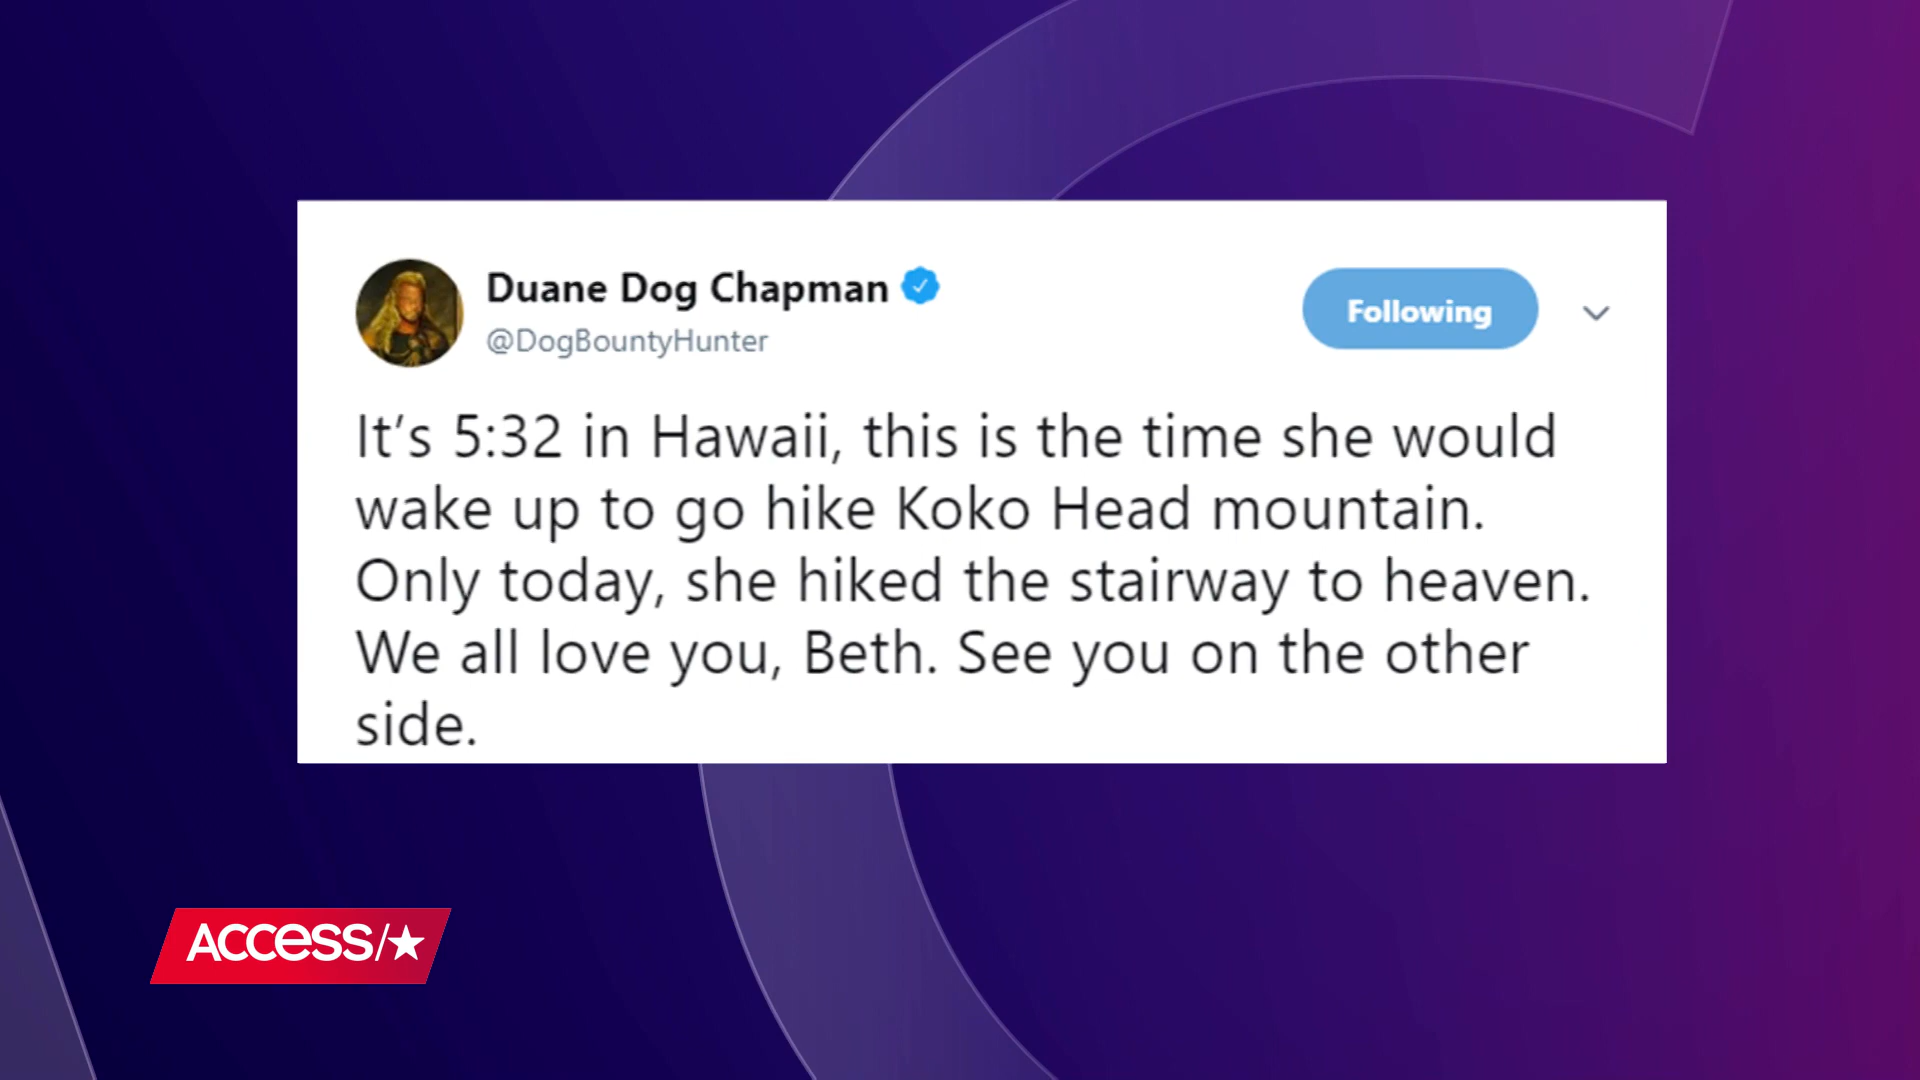 Duane Dog Chapman
@DogBountyHunter
Following
It’s 5:32 in Hawaii, this is the time she would
wake up to go hike Koko Head mountain.
Only today, she hiked the stairway to heaven.
We all love you, Beth. See you on the other
side.
ACCESS